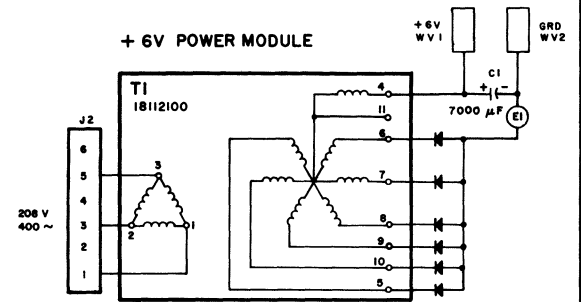 +6V POWER MODULE
+6V
WV1
GRD
WV2
C1
+ -
7000 µF
E1
T1
18112100
J2
6
5
4
3
2
1
208 V
400 ~
3
2
1
4
11
6
7
8
9
10
5